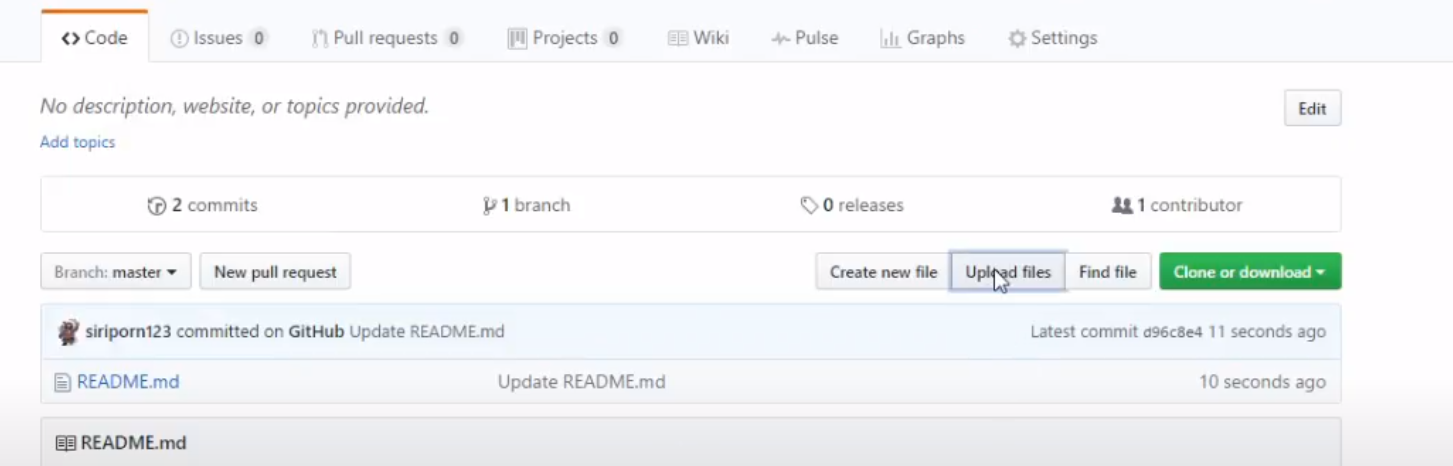 Code Issues 0 Pull requests 0 Projects 0 Wiki Pulse Graphs Settings
No description, website, or topics provided. Edit
Add topics
2 commits 1 branch 0 releases 1 contributor
Branch: master New pull request Create new file Upload files Find file Clone or download
siriporn123 committed on GitHub Update README.md Latest commit d96c8e4 11 seconds ago
README.md Update README.md 10 seconds ago
README.md